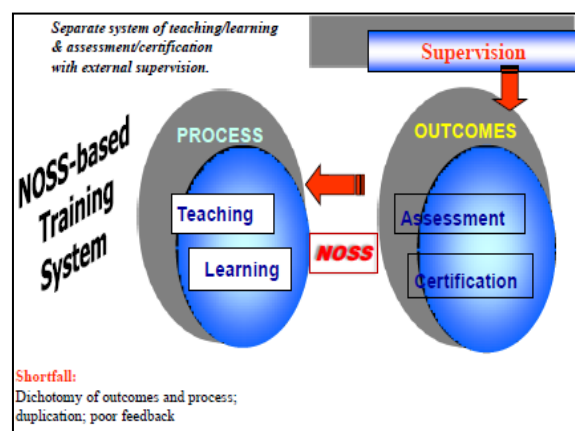 Separate system of teaching/learning
& assessment/certification
with external supervision.
Supervision
NOSS-based
Training
System
PROCESS
Teaching
Learning
NOSS
OUTCOMES
Assessment
Certification
Shortfall:
Dichotomy of outcomes and process;
duplication; poor feedback